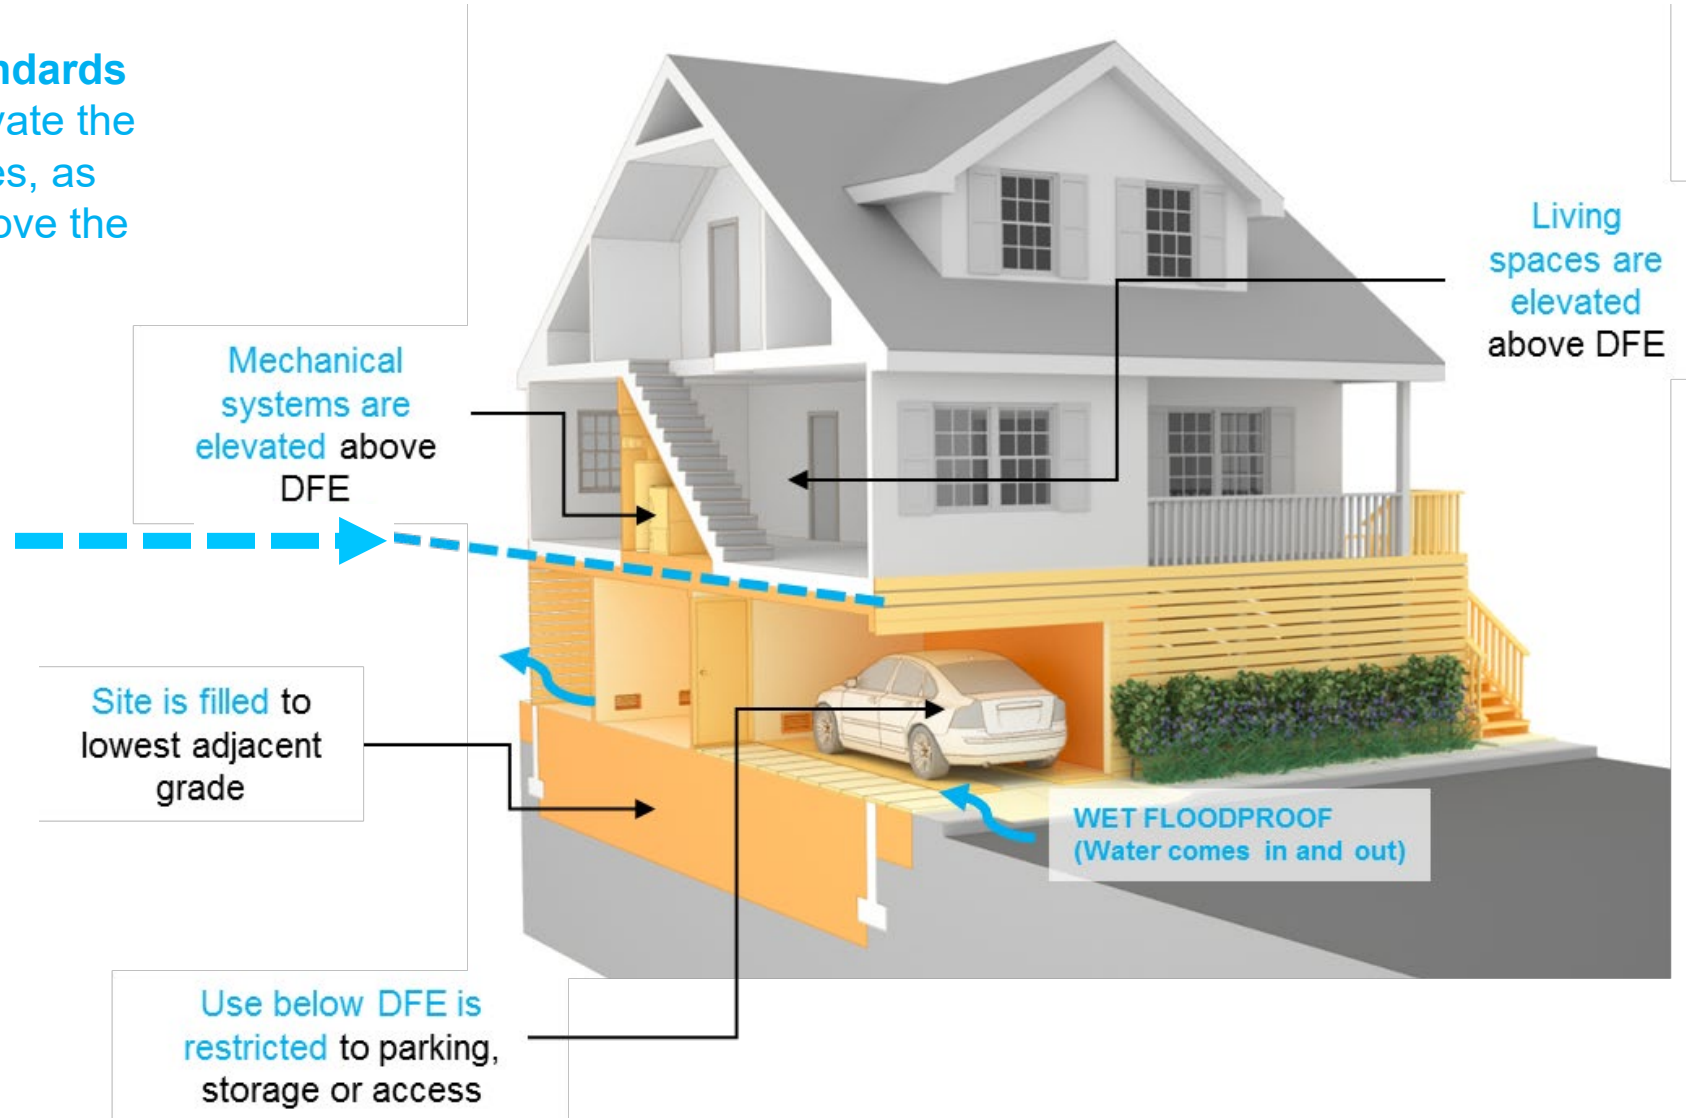 ndards
vate the
es, as
ove the
Living
spaces are
elevated
above DFE
Mechanical
systems are
elevated above
DFE
Site is filled to
lowest adjacent
grade
WET FLOODPROOF
(Water comes in and out)
Use below DFE is
restricted to parking,
storage or access